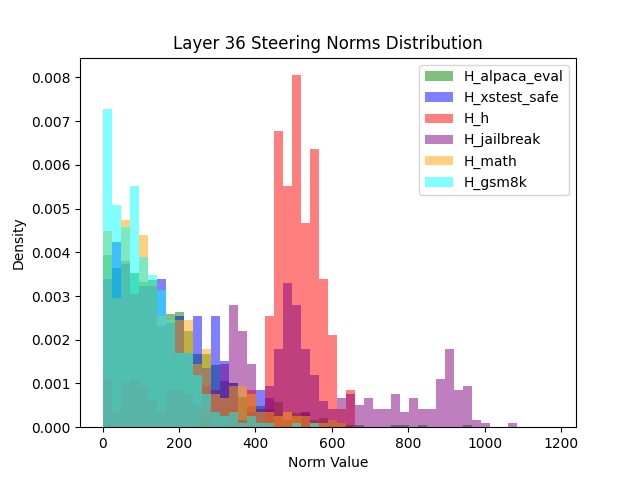 Layer 36 Steering Norms Distribution
H_alpaca_eval
H_xstest_safe
H_h
H_jailbreak
H_math
H_gsm8k
Density
0.008
0.007
0.006
0.005
0.004
0.003
0.002
0.001
0.000
0 200 400 600 800 1000 1200
Norm Value